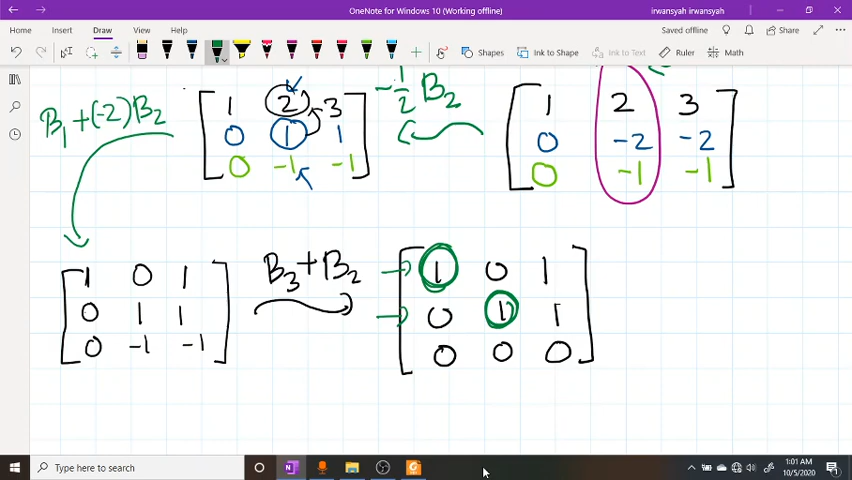 OneNote for Windows 10 (Working offline)
irwansyah irwansyah
Home Insert Draw View Help
Saved offline Share
Shapes Ink to Shape Ink to Text Ruler Math
B₁+(-2)B₂
1 2 3
0 1 1
0 -1 -1
-1/2 B₂
1 2 3
0 -2 -2
0 -1 -1
1 0 1
0 1 1
0 -1 -1
B₃+B₂
1 0 1
0 1 1
0 0 0
Type here to search
1:01 AM
10/5/2020